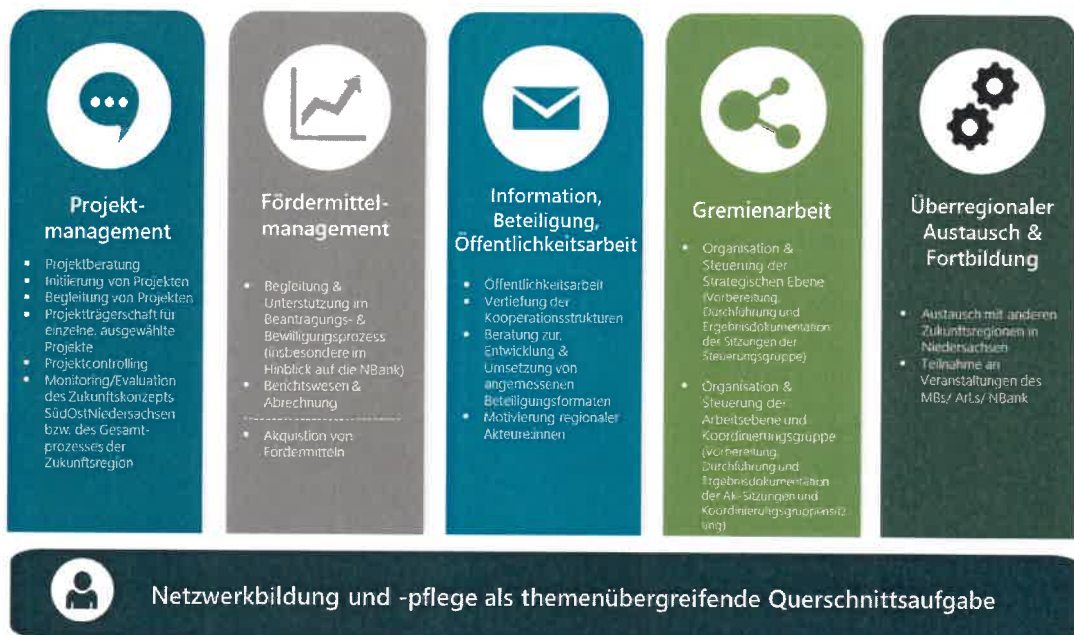 Projekt-
management
• Projektberatung
• Initiierung von Projekten
• Begleitung von Projekten
• Projektträgerschaft für
einzelne, ausgewählte
Projekte
• Projektcontrolling
• Monitoring/Evaluation
des Zukunftskonzepts
SüdOstNiedersachsen
bzw. des Gesamt-
prozesses der
Zukunftsregion
Fördermittel-
management
• Begleitung &
Unterstützung im
Beantragungs- &
Bewilligungsprozess
(insbesondere im
Hinblick auf die NBank)
• Berichtswesen &
Abrechnung
• Akquistion von
Fördermitteln
Information,
Beteiligung,
Öffentlichkeitsarbeit
• Öffentlichkeitsarbeit
• Vertiefung der
Kooperationsstrukturen
• Beratung zur
Entwicklung &
Umsetzung von
angemessenen
Beteiligungsformaten
• Motivierung regionaler
Akteure:innen
Gremienarbeit
• Organisation &
Steuerung der
Strategischen Ebene
(Vorbereitung,
Durchführung und
Ergebnisdokumentation
der Sitzungen der
Steuerungsgruppe)
• Organisation &
Steuerung der
Arbeitsebene und
Koordinierungsgruppe
(Vorbereitung,
Durchführung und
Ergebnisdokumentation
der AK-Sitzungen und
Koordinierungsgruppensitz
ung)
Überregionaler
Austausch &
Fortbildung
• Austausch mit anderen
Zukunftsregionen in
Niedersachsen
• Teilnahme an
Veranstaltungen des
MBs/ ArLs/ NBank
Netzwerkbildung und -pflege als themenübergreifende Querschnittsaufgabe